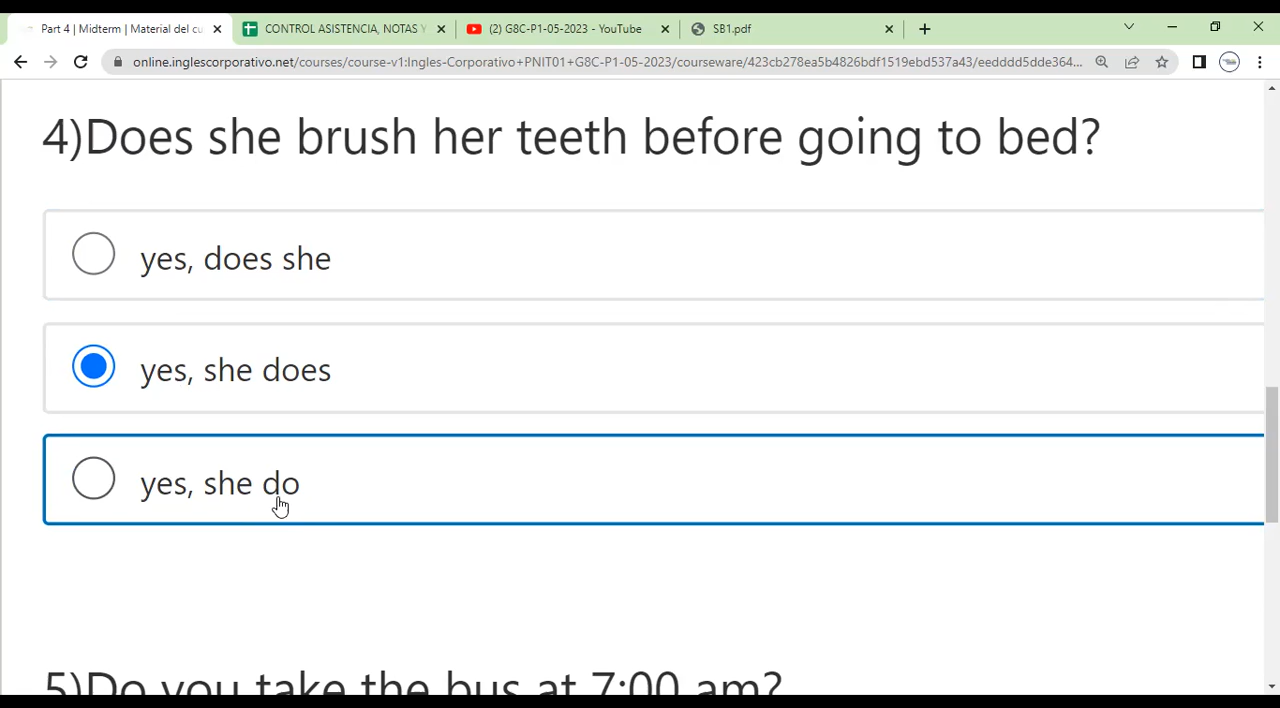 Part 4 | Midterm | Material del cu
CONTROL ASISTENCIA, NOTAS Y
(2) G8C-P1-05-2023 - YouTube
SB1.pdf
online.inglescorporativo.net/courses/course-v1:Ingles-Corporativo+PNIT01+G8C-P1-05-2023/courseware/423cb278ea5b4826bdf1519ebd537a43/eedddd5dde364...
4)Does she brush her teeth before going to bed?
yes, does she
yes, she does
yes, she do
5)Do you take the bus at 7:00 am?